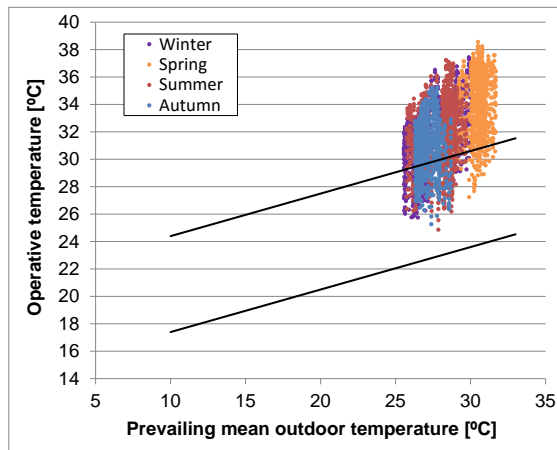 40
38
36
34
32
30
28
26
24
22
20
18
16
14
Operative temperature [ºC]
Winter
Spring
Summer
Autumn
5 10 15 20 25 30 35
Prevailing mean outdoor temperature [ºC]